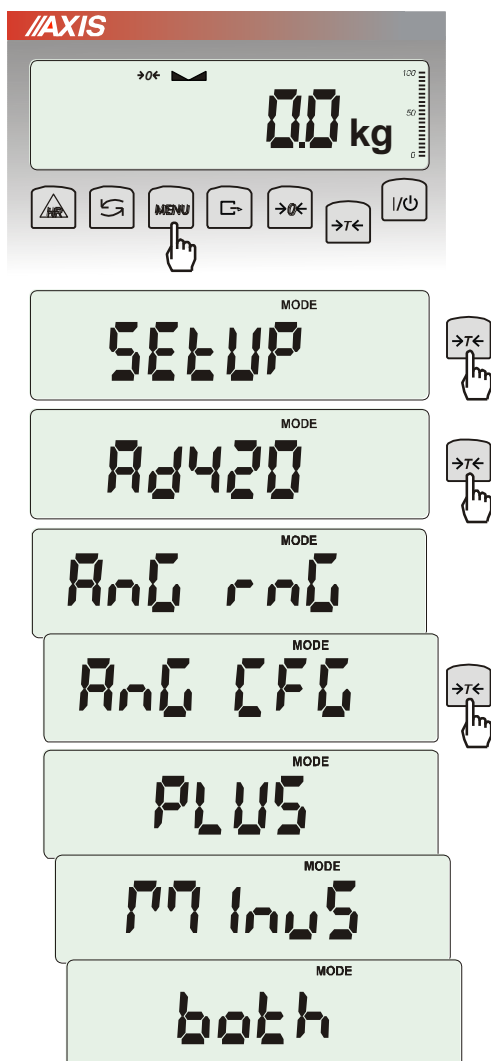 //AXIS
→0←
100
50
0
0.0 kg
HR MENU →0← →T← I/⏻
MODE
SEtUP
→T←
MODE
Ad420
→T←
MODE
AnG rnG
MODE
AnG CFG
→T←
MODE
PLUS
MODE
MInuS
MODE
both